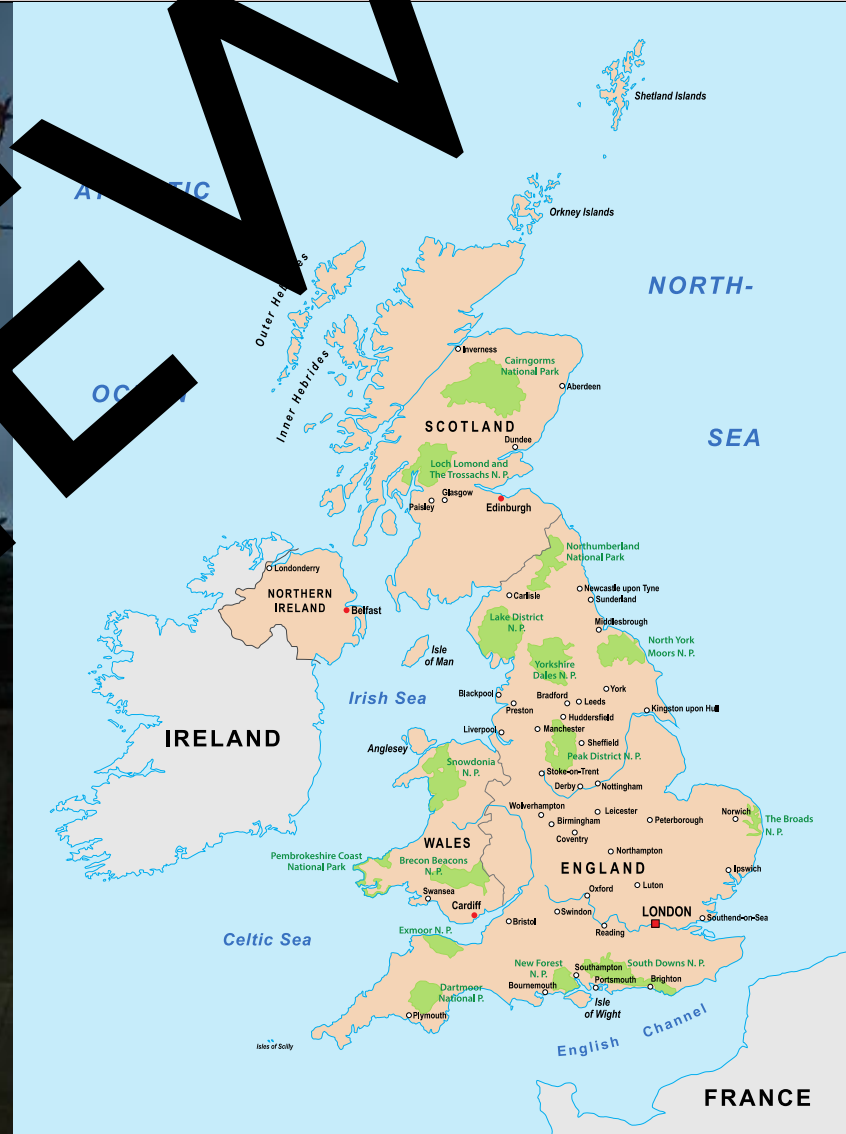 EW
Shetland Islands
Orkney Islands
NORTH-
SEA
Inner Hebrides
Inverness
Cairngorms
National Park
Aberdeen
SCOTLAND
Dundee
Loch Lomond and
The Trossachs N. P.
Glasgow
Paisley
Edinburgh
Northumberland
National Park
Londonderry
NORTHERN
IRELAND
Belfast
Carlisle
Newcastle upon Tyne
Sunderland
Lake District
N. P.
Middlesbrough
North York
Moors N. P.
Isle
of Man
Yorkshire
Dales N. P.
Irish Sea
Blackpool
Preston
Bradford
York
Leeds
Kingston upon Hull
Huddersfield
Liverpool
Manchester
Sheffield
Peak District N. P.
IRELAND
Anglesey
Snowdonia
N. P.
Stoke-on-Trent
Derby
Nottingham
Wolverhampton
Leicester
Birmingham
Peterborough
Norwich
The Broads
N. P.
Coventry
WALES
Northampton
Pembrokeshire Coast
National Park
Brecon Beacons
N. P.
ENGLAND
Ipswich
Swansea
Oxford
Luton
Cardiff
Swindon
LONDON
Southend-on-Sea
Bristol
Reading
Celtic Sea
Exmoor N. P.
New Forest
N. P.
Southampton
South Downs N. P.
Portsmouth
Brighton
Bournemouth
Dartmoor
National P.
Isle
of Wight
Plymouth
English Channel
Isles of Scilly
FRANCE